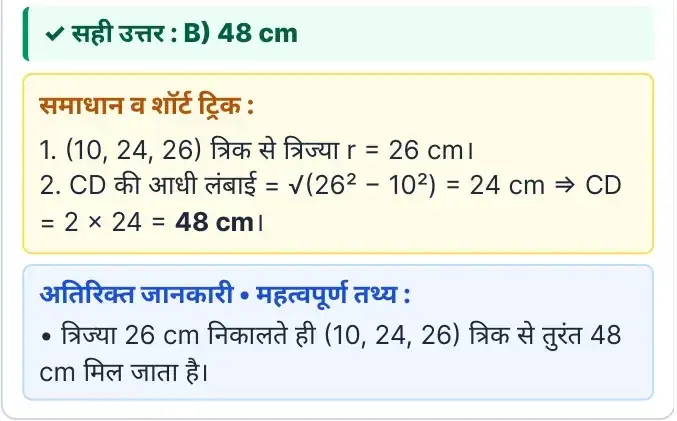 ✓ सही उत्तर : B) 48 cm
समाधान व शॉर्ट ट्रिक :
1. (10, 24, 26) त्रिक से त्रिज्या r = 26 cm।
2. CD की आधी लंबाई = √(26² − 10²) = 24 cm ⇒ CD
= 2 × 24 = 48 cm।
अतिरिक्त जानकारी • महत्वपूर्ण तथ्य :
• त्रिज्या 26 cm निकालते ही (10, 24, 26) त्रिक से तुरंत 48
cm मिल जाता है।